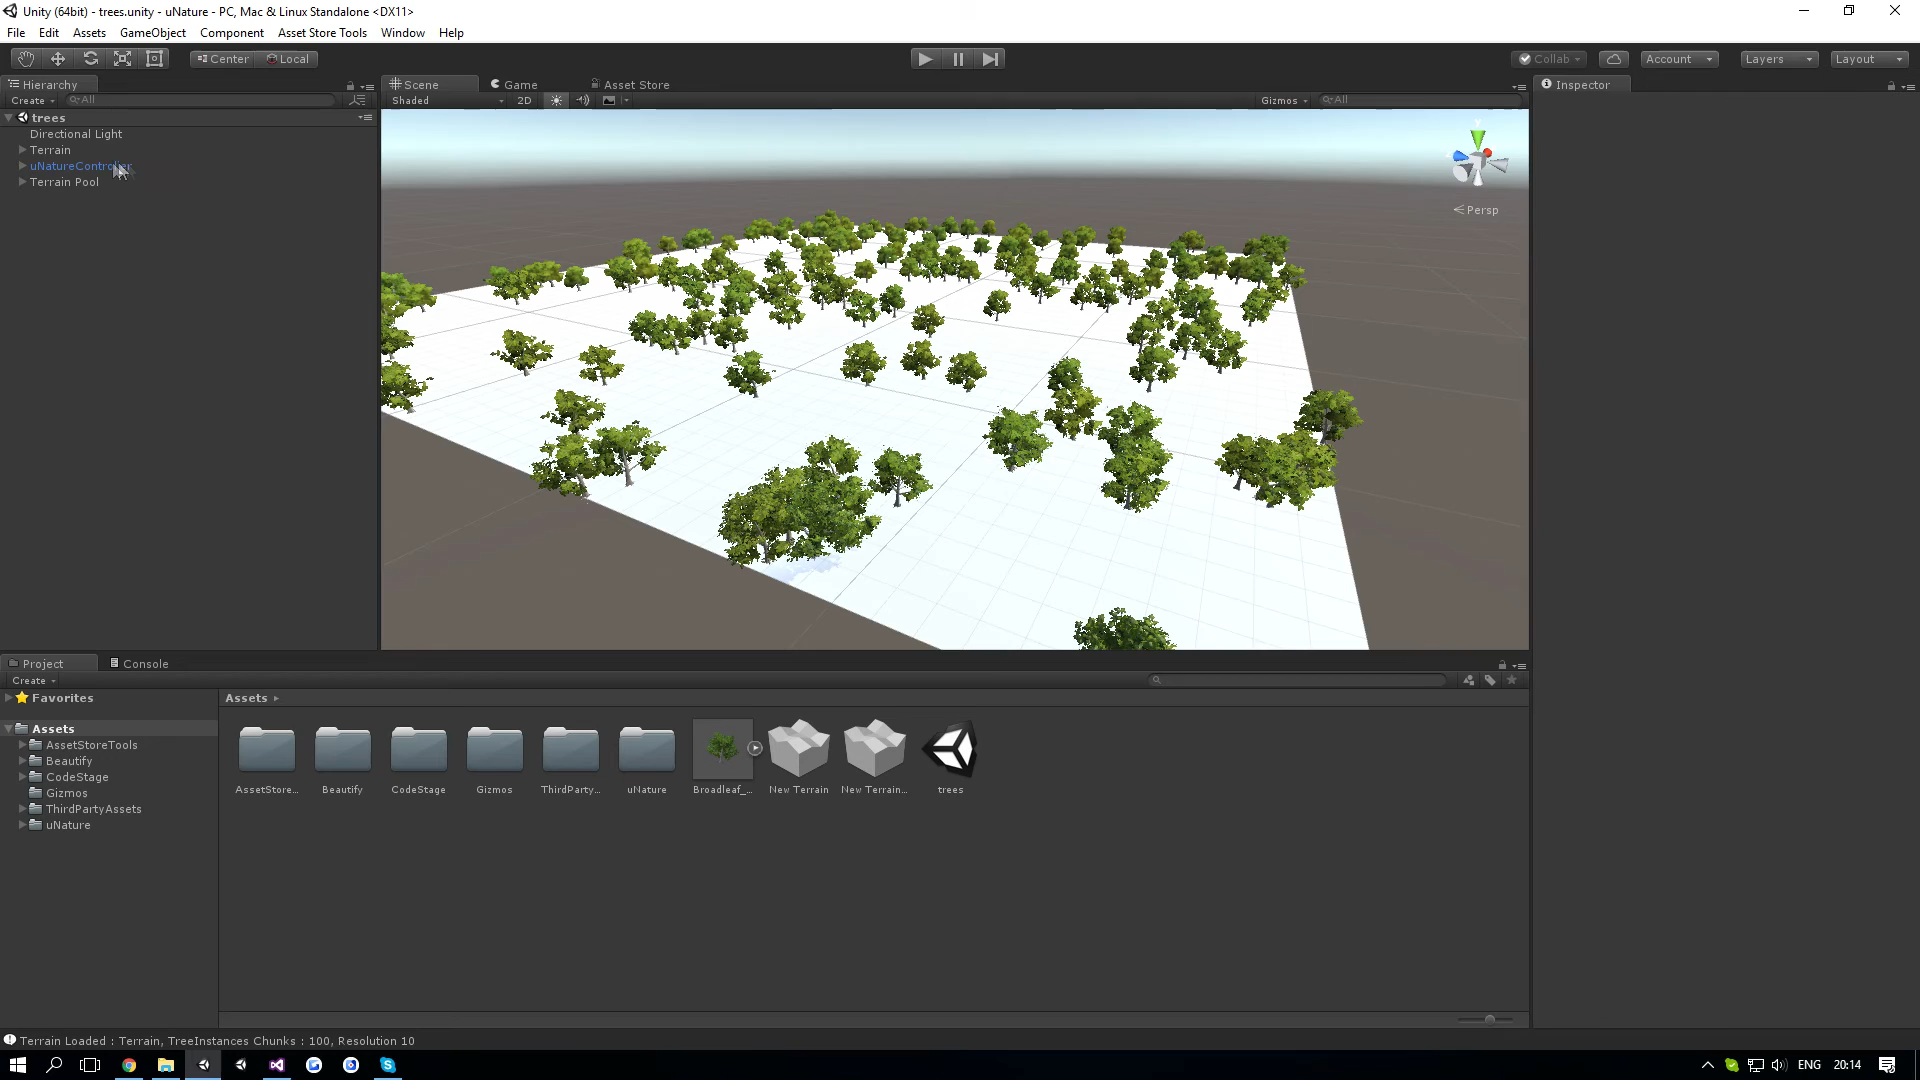 Unity (64bit) - trees.unity - uNature - PC, Mac & Linux Standalone <DX11>
File Edit Assets GameObject Component Asset Store Tools Window Help
Center Local
Collab Account Layers Layout
Hierarchy
Create All
trees
Directional Light
Terrain
uNatureController
Terrain Pool
Scene Game Asset Store
Shaded 2D Gizmos All
y
Persp
Inspector
Project Console
Create
Favorites
Assets
AssetStoreTools
Beautify
CodeStage
Gizmos
ThirdPartyAssets
uNature
Assets
AssetStore... Beautify CodeStage Gizmos ThirdParty... uNature Broadleaf_... New Terrain New Terrain... trees
Terrain Loaded : Terrain, TreeInstances Chunks : 100, Resolution 10
ENG 20:14